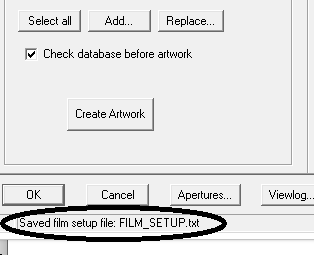 Select all Add... Replace...
Check database before artwork
Create Artwork
OK Cancel Apertures... Viewlog...
Saved film setup file: FILM_SETUP.txt